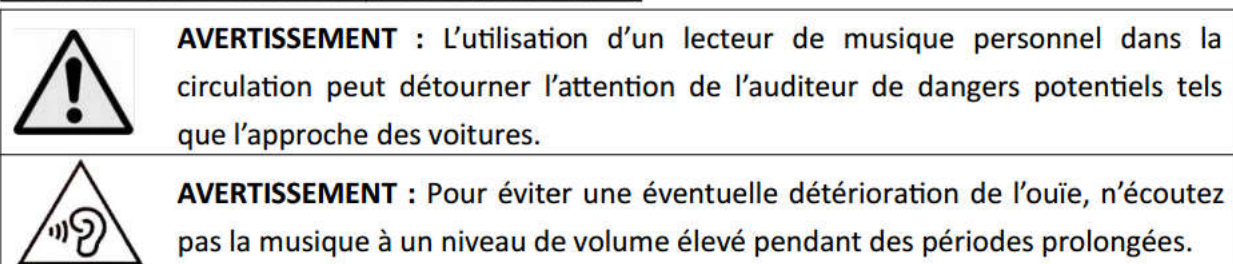 AVERTISSEMENT : L’utilisation d’un lecteur de musique personnel dans la
circulation peut détourner l’attention de l’auditeur de dangers potentiels tels
que l’approche des voitures.
AVERTISSEMENT : Pour éviter une éventuelle détérioration de l’ouïe, n’écoutez
pas la musique à un niveau de volume élevé pendant des périodes prolongées.